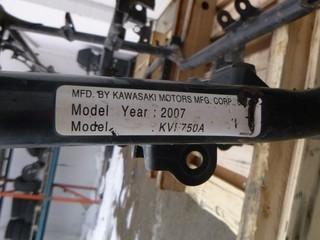 MFD. BY KAWASAKI MOTORS MFG. CORP.
Model Year : 2007
Model : KVF750A